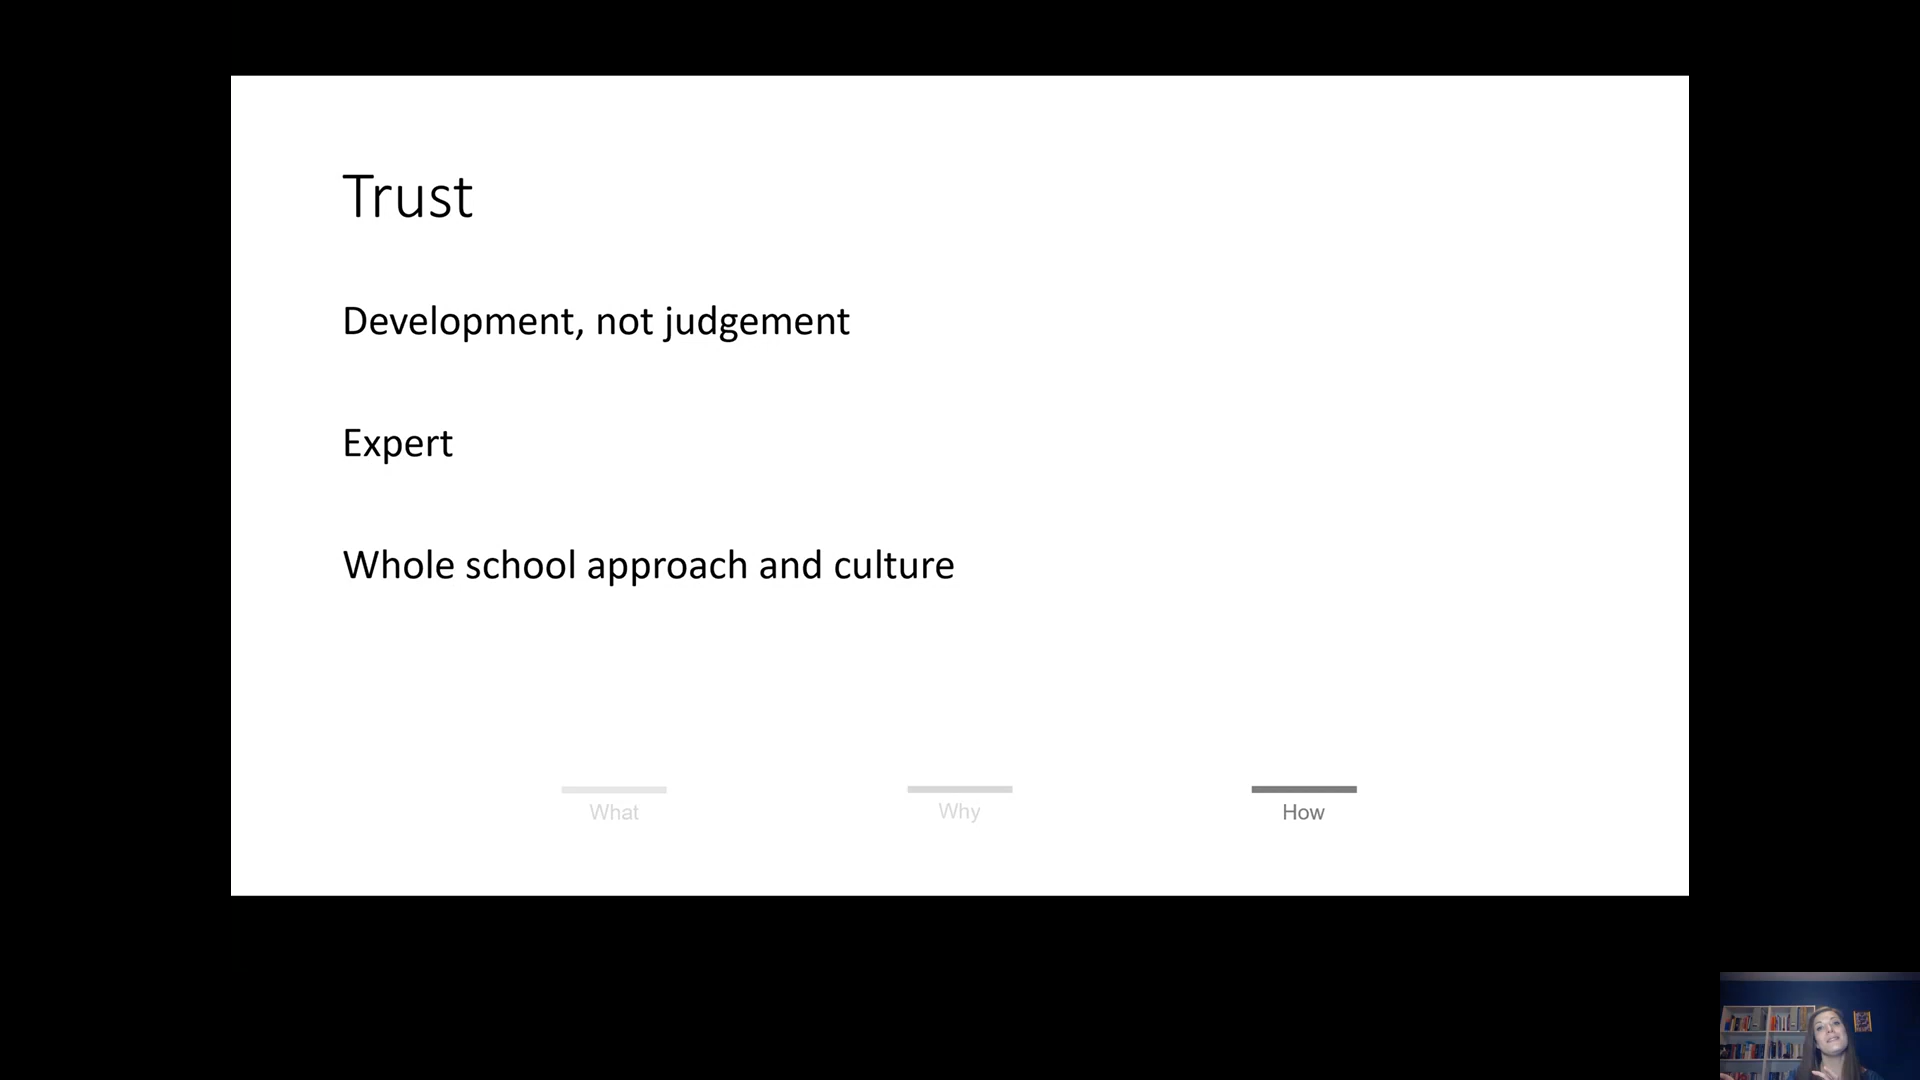 Trust
Development, not judgement
Expert
Whole school approach and culture
What
Why
How